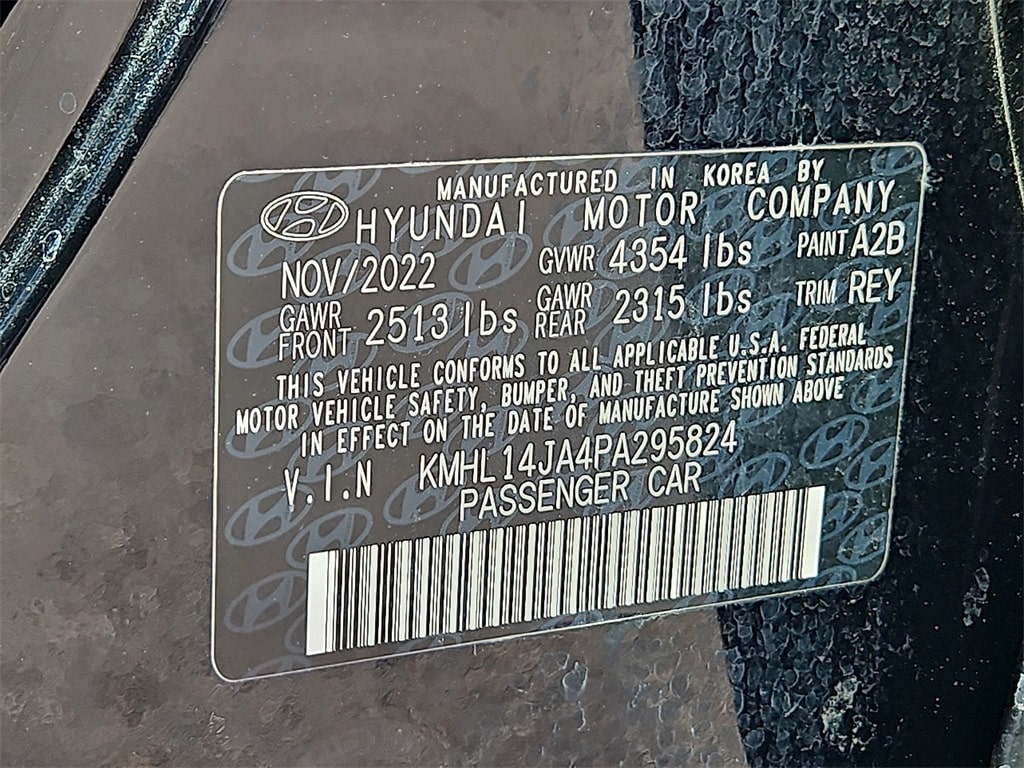 MANUFACTURED IN KOREA BY
HYUNDAI MOTOR COMPANY
NOV/2022 GVWR 4354 lbs PAINT A2B
GAWR FRONT 2513 lbs GAWR REAR 2315 lbs TRIM REY
THIS VEHICLE CONFORMS TO ALL APPLICABLE U.S.A. FEDERAL
MOTOR VEHICLE SAFETY, BUMPER, AND THEFT PREVENTION STANDARDS
IN EFFECT ON THE DATE OF MANUFACTURE SHOWN ABOVE
V.I.N KMHL14JA4PA295824
PASSENGER CAR